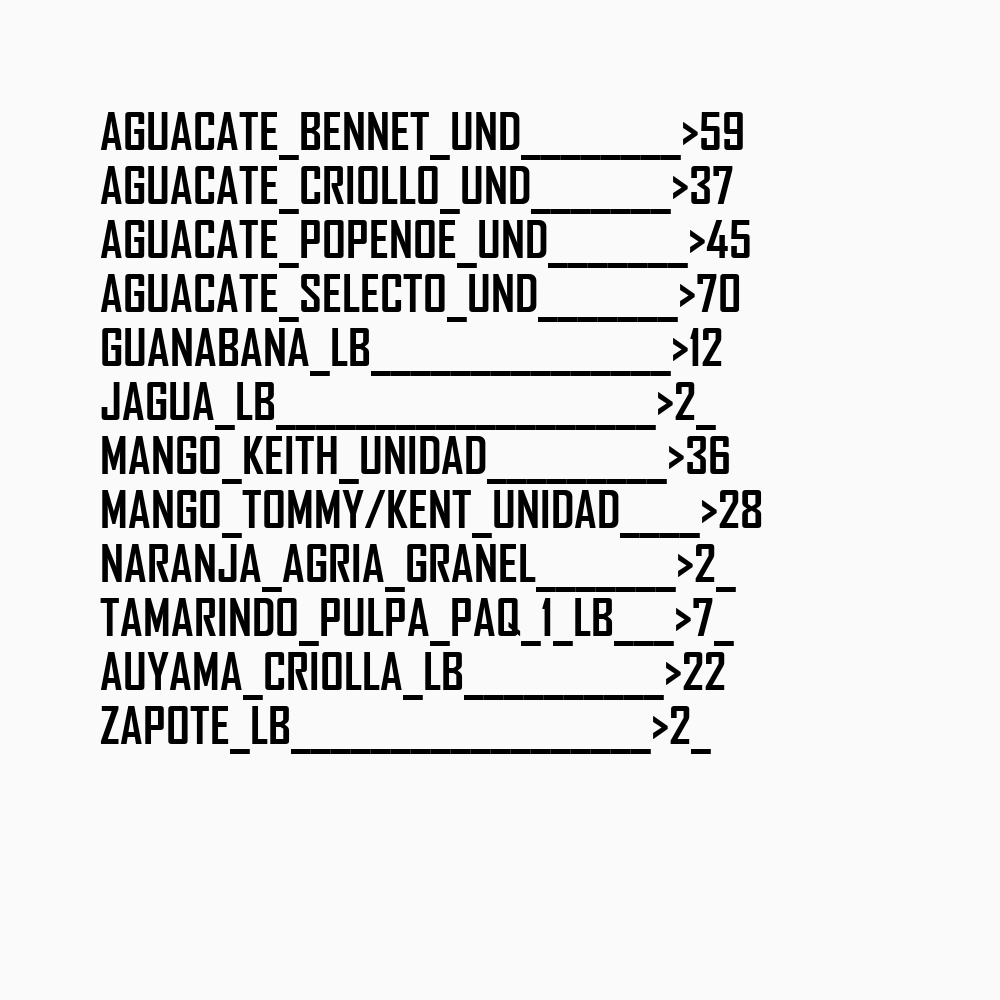 AGUACATE_BENNET_UND________>59
AGUACATE_CRIOLLO_UND_______>37
AGUACATE_POPENOE_UND_______>45
AGUACATE_SELECTO_UND_______>70
GUANABANA_LB_______________>12
JAGUA_LB___________________>2_
MANGO_KEITH_UNIDAD_________>36
MANGO_TOMMY/KENT_UNIDAD____>28
NARANJA_AGRIA_GRANEL_______>2_
TAMARINDO_PULPA_PAQ_1_LB___>7_
AUYAMA_CRIOLLA_LB__________>22
ZAPOTE_LB__________________>2_